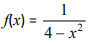 f(x) = 1 / (4 − x²)